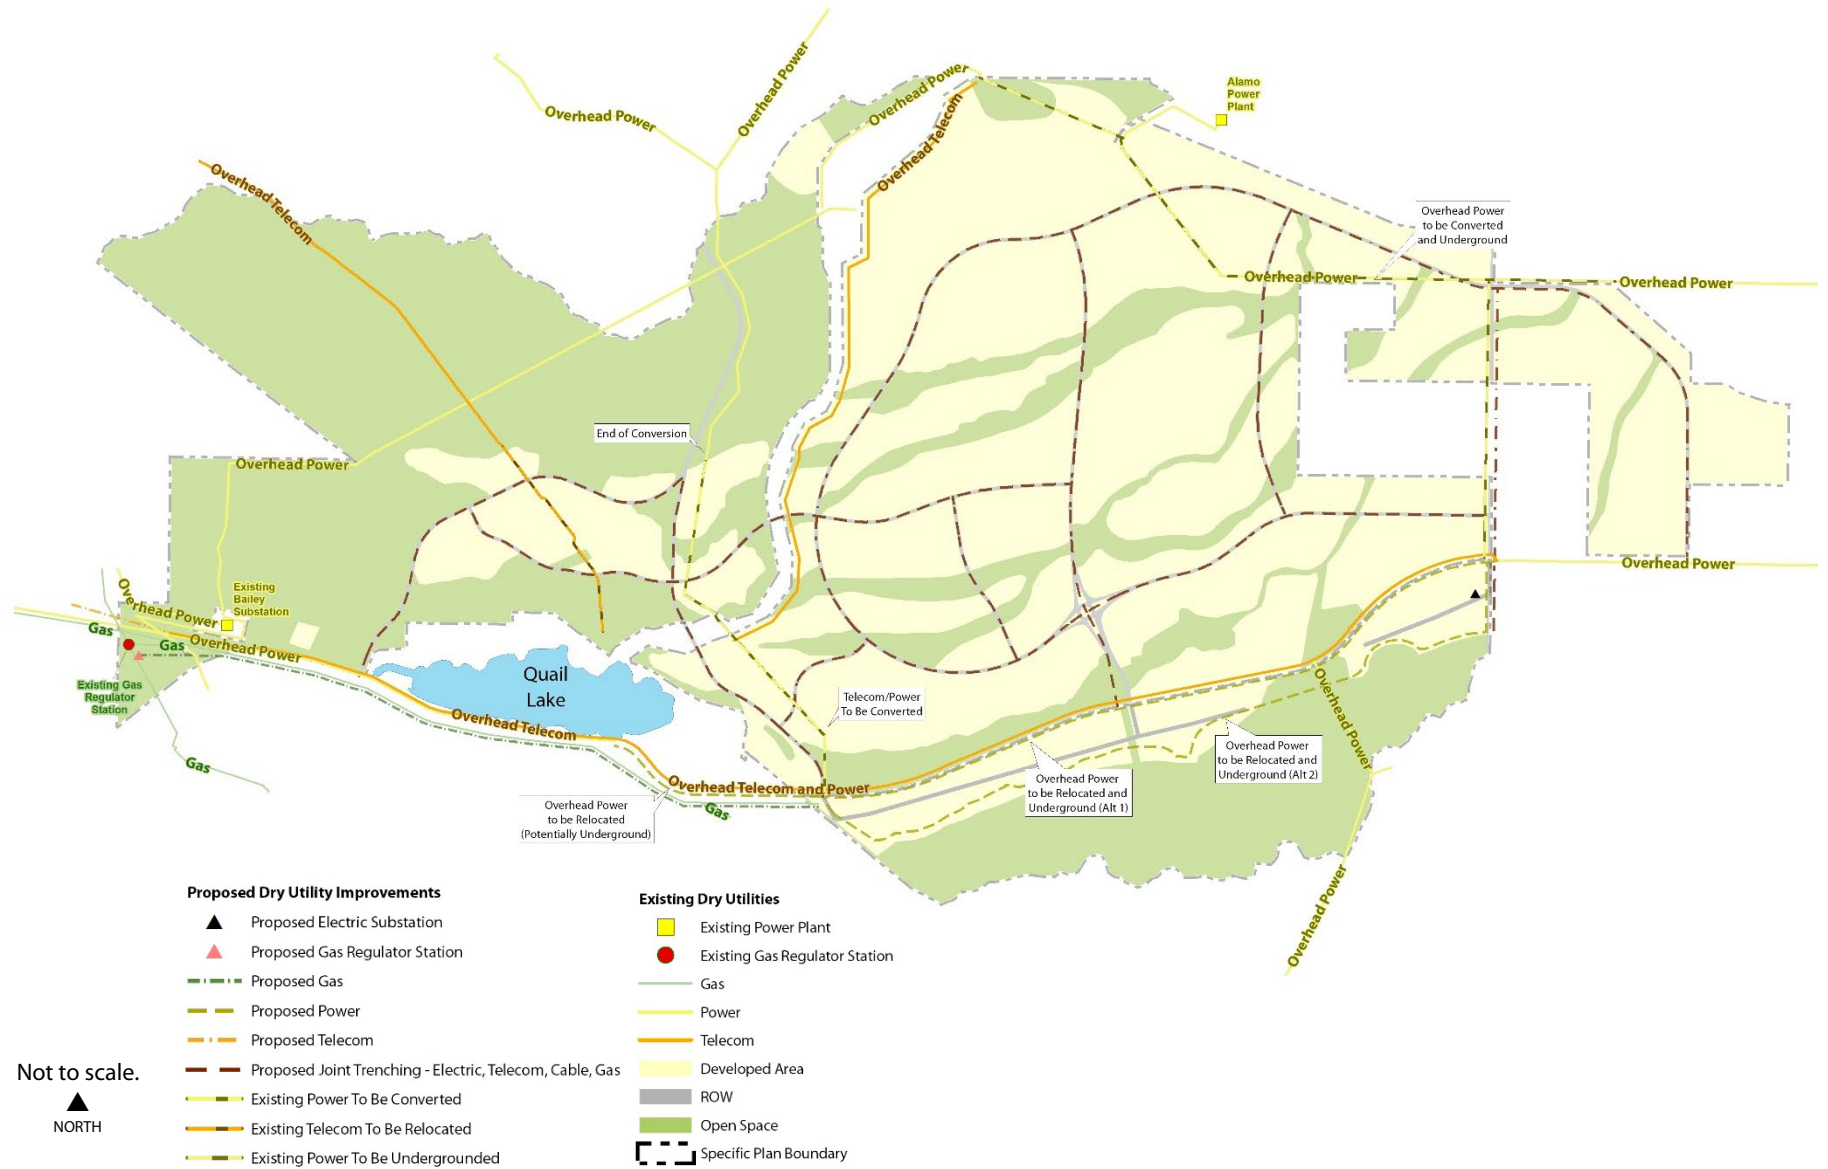 Overhead Power
Overhead Power
Overhead Power
Alamo
Power
Plant
Overhead Telecom
Overhead Telecom
Overhead Power
to be Converted
and Underground
Overhead Power
Overhead Power
End of Conversion
Overhead Power
Overhead Power
Existing
Bailey
Substation
Overhead Power
Gas
Gas
Overhead Power
Existing Gas
Regulator
Station
Quail
Lake
Telecom/Power
To Be Converted
Overhead Power
Overhead Telecom
Overhead Power
to be Relocated and
Underground (Alt 2)
Gas
Overhead Telecom and Power
Overhead Power
to be Relocated and
Underground (Alt 1)
Overhead Power
to be Relocated
(Potentially Underground)
Gas
Overhead Power
Proposed Dry Utility Improvements
Proposed Electric Substation
Proposed Gas Regulator Station
Proposed Gas
Proposed Power
Proposed Telecom
Proposed Joint Trenching - Electric, Telecom, Cable, Gas
Existing Power To Be Converted
Existing Telecom To Be Relocated
Existing Power To Be Undergrounded
Existing Dry Utilities
Existing Power Plant
Existing Gas Regulator Station
Gas
Power
Telecom
Developed Area
ROW
Open Space
Specific Plan Boundary
Not to scale.
NORTH